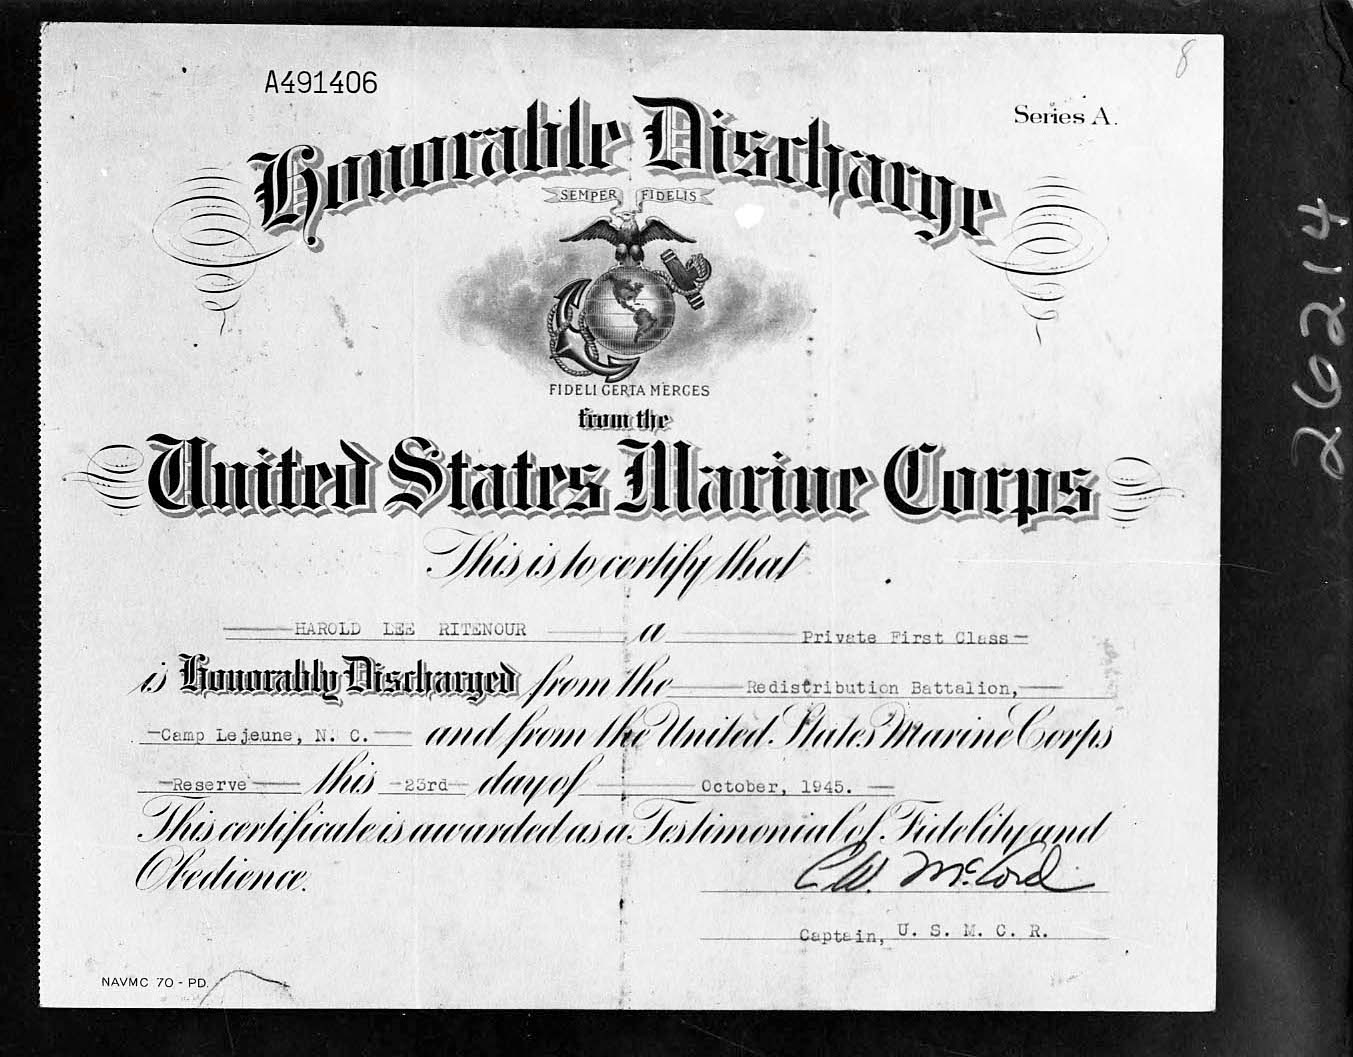 8
A491406
Series A.
Honorable Discharge
SEMPER FIDELIS
FIDELI CERTA MERCES
from the
United States Marine Corps
This is to certify that
HAROLD LEE RITENOUR a Private First Class
is Honorably Discharged from the Redistribution Battalion,
Camp Lejeune, N. C. and from the United States Marine Corps
Reserve this 23rd day of October, 1945.
This certificate is awarded as a Testimonial of Fidelity and
Obedience.
C. W. McCord
Captain, U. S. M. C. R.
NAVMC 70 - PD.
26214